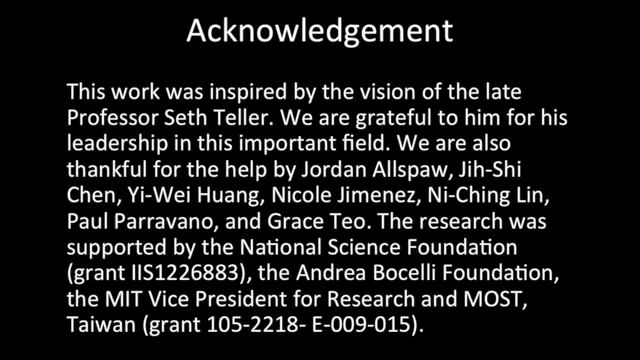 Acknowledgement
This work was inspired by the vision of the late
Professor Seth Teller. We are grateful to him for his
leadership in this important field. We are also
thankful for the help by Jordan Allspaw, Jih-Shi
Chen, Yi-Wei Huang, Nicole Jimenez, Ni-Ching Lin,
Paul Parravano, and Grace Teo. The research was
supported by the National Science Foundation
(grant IIS1226883), the Andrea Bocelli Foundation,
the MIT Vice President for Research and MOST,
Taiwan (grant 105-2218- E-009-015).